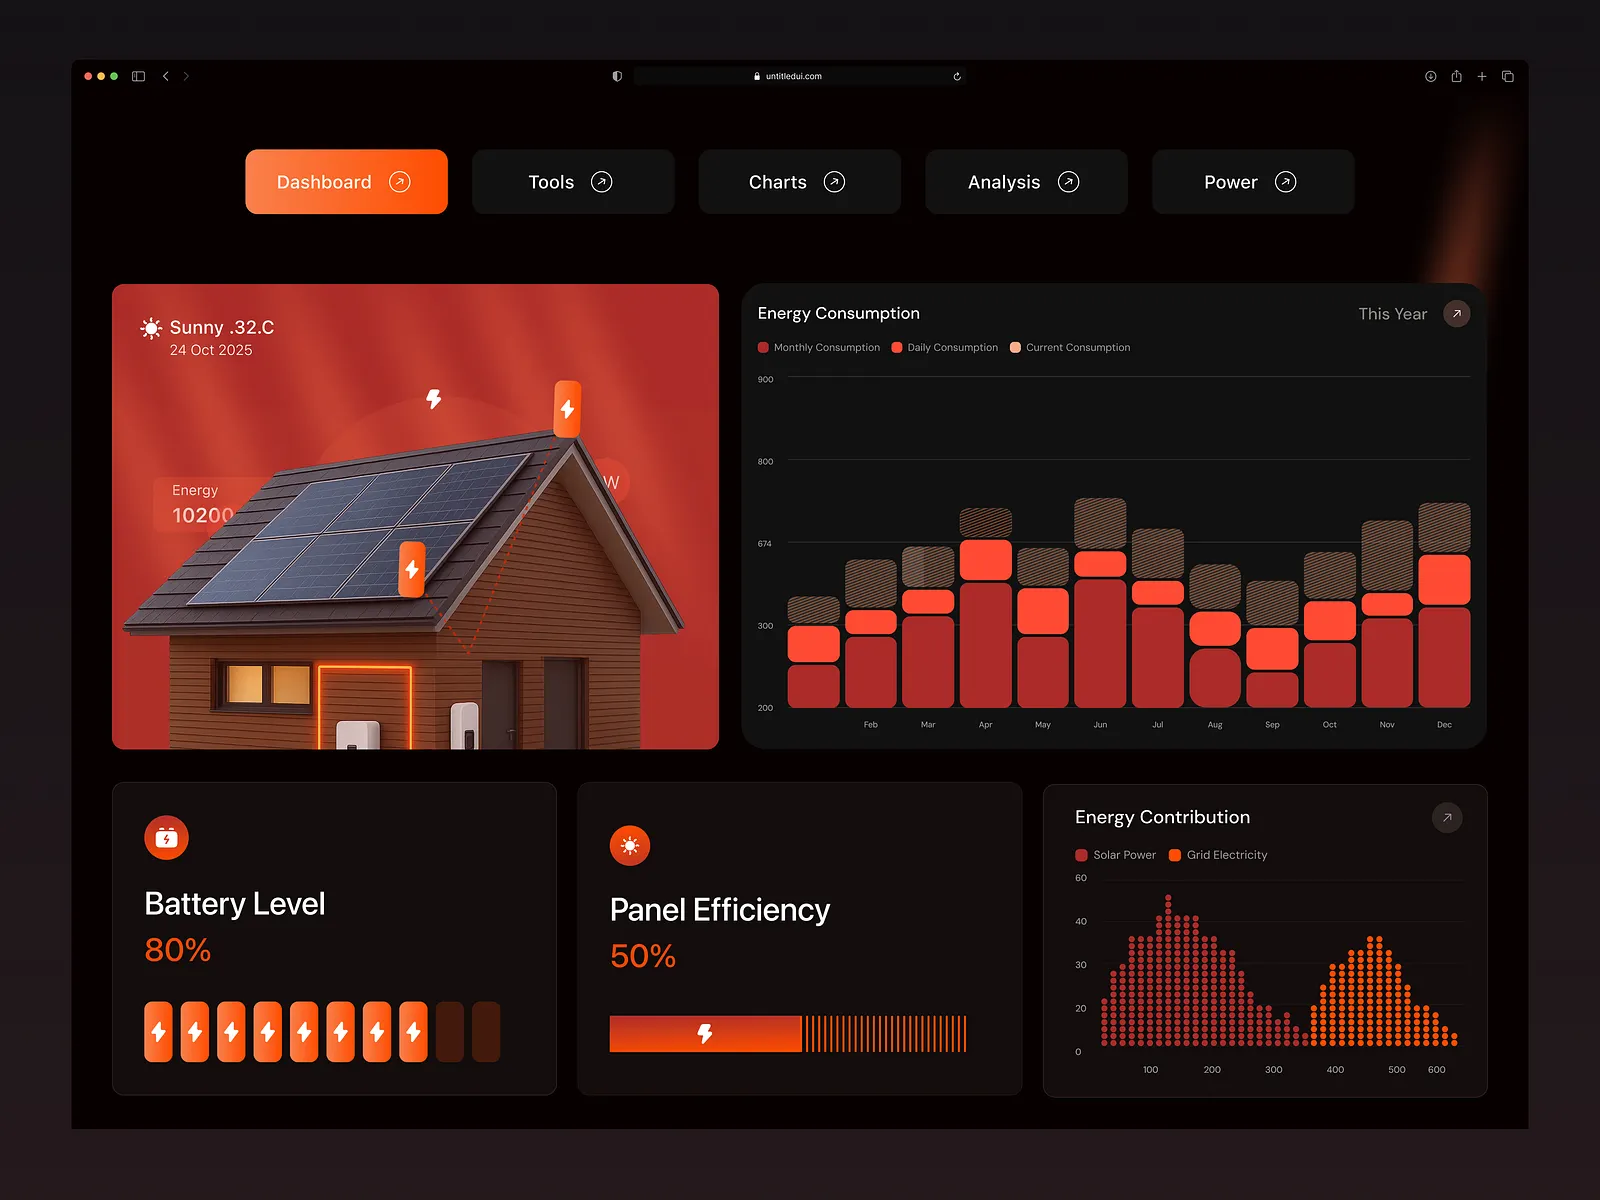 untitledui.com
Dashboard
Tools
Charts
Analysis
Power
Sunny .32.C
24 Oct 2025
Energy
10200
W
Energy Consumption
This Year
Monthly Consumption
Daily Consumption
Current Consumption
900
800
674
300
200
Feb
Mar
Apr
May
Jun
Jul
Aug
Sep
Oct
Nov
Dec
Battery Level
80%
Panel Efficiency
50%
Energy Contribution
Solar Power
Grid Electricity
60
40
30
20
0
100
200
300
400
500
600